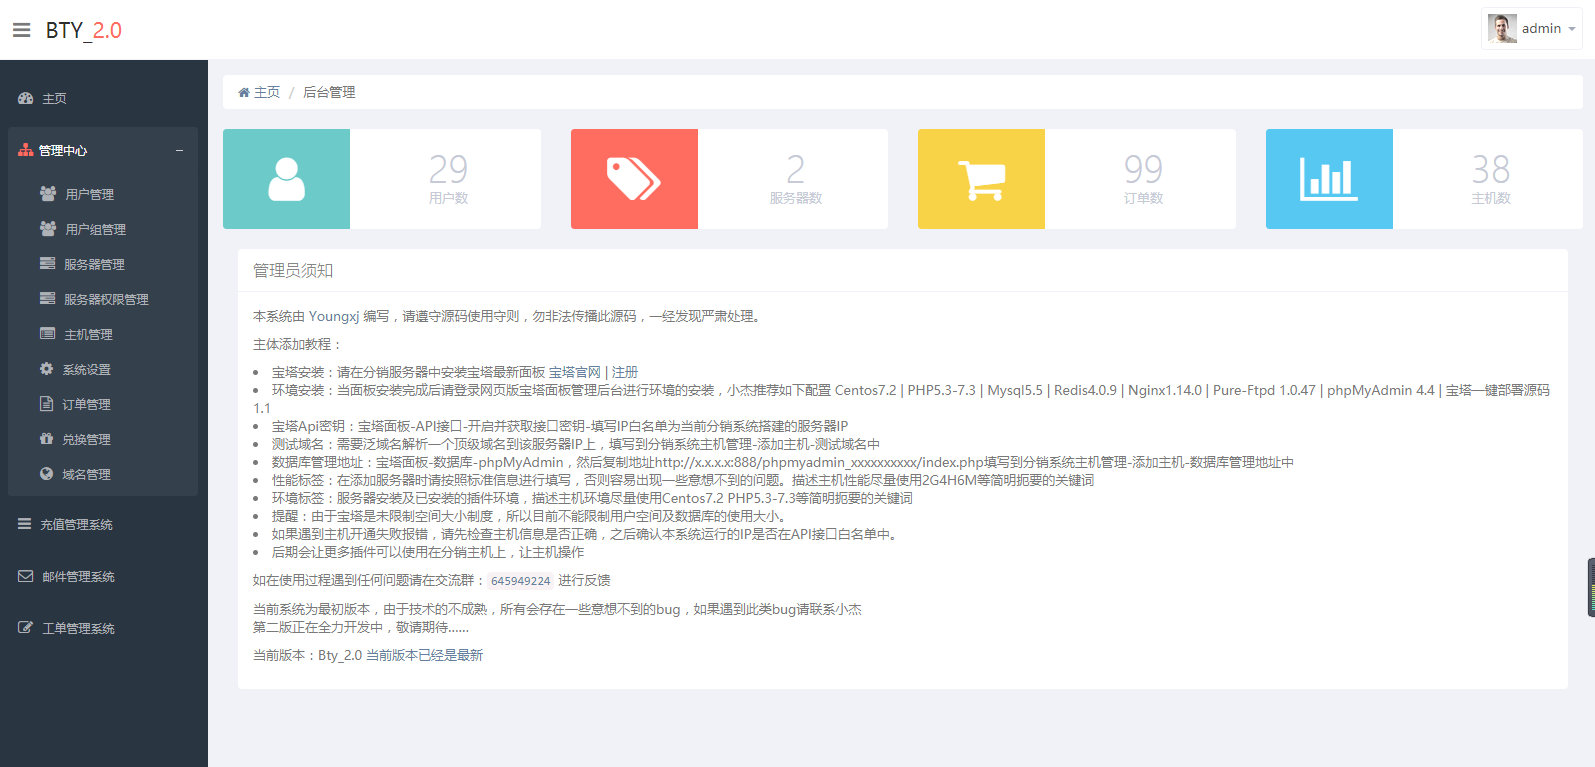 BTY_2.0
admin
主页
管理中心
用户管理
用户组管理
服务器管理
服务器权限管理
主机管理
系统设置
订单管理
兑换管理
域名管理
充值管理系统
邮件管理系统
工单管理系统
主页 / 后台管理
29
用户数
2
服务器数
99
订单数
38
主机数
管理员须知
本系统由 Youngxj 编写，请遵守源码使用守则，勿非法传播此源码，一经发现严肃处理。
主体添加教程：
宝塔安装：请在分销服务器中安装宝塔最新面板 宝塔官网 | 注册
环境安装：当面板安装完成后请登录网页版宝塔面板管理后台进行环境的安装，小杰推荐如下配置 Centos7.2 | PHP5.3-7.3 | Mysql5.5 | Redis4.0.9 | Nginx1.14.0 | Pure-Ftpd 1.0.47 | phpMyAdmin 4.4 | 宝塔一键部署源码
1.1
宝塔Api密钥：宝塔面板-API接口-开启并获取接口密钥-填写IP白名单为当前分销系统搭建的服务器IP
测试域名：需要泛域名解析一个顶级域名到该服务器IP上，填写到分销系统主机管理-添加主机-测试域名中
数据库管理地址：宝塔面板-数据库-phpMyAdmin，然后复制地址http://x.x.x.x:888/phpmyadmin_xxxxxxxxxx/index.php填写到分销系统主机管理-添加主机-数据库管理地址中
性能标签：在添加服务器时请按照标准信息进行填写，否则容易出现一些意想不到的问题。描述主机性能尽量使用2G4H6M等简明扼要的关键词
环境标签：服务器安装及已安装的插件环境，描述主机环境尽量使用Centos7.2 PHP5.3-7.3等简明扼要的关键词
提醒：由于宝塔是未限制空间大小制度，所以目前不能限制用户空间及数据库的使用大小。
如果遇到主机开通失败报错，请先检查主机信息是否正确，之后确认本系统运行的IP是否在API接口白名单中。
后期会让更多插件可以使用在分销主机上，让主机操作
如在使用过程遇到任何问题请在交流群：645949224 进行反馈
当前系统为最初版本，由于技术的不成熟，所有会存在一些意想不到的bug，如果遇到此类bug请联系小杰
第二版正在全力开发中，敬请期待......
当前版本：Bty_2.0 当前版本已经是最新